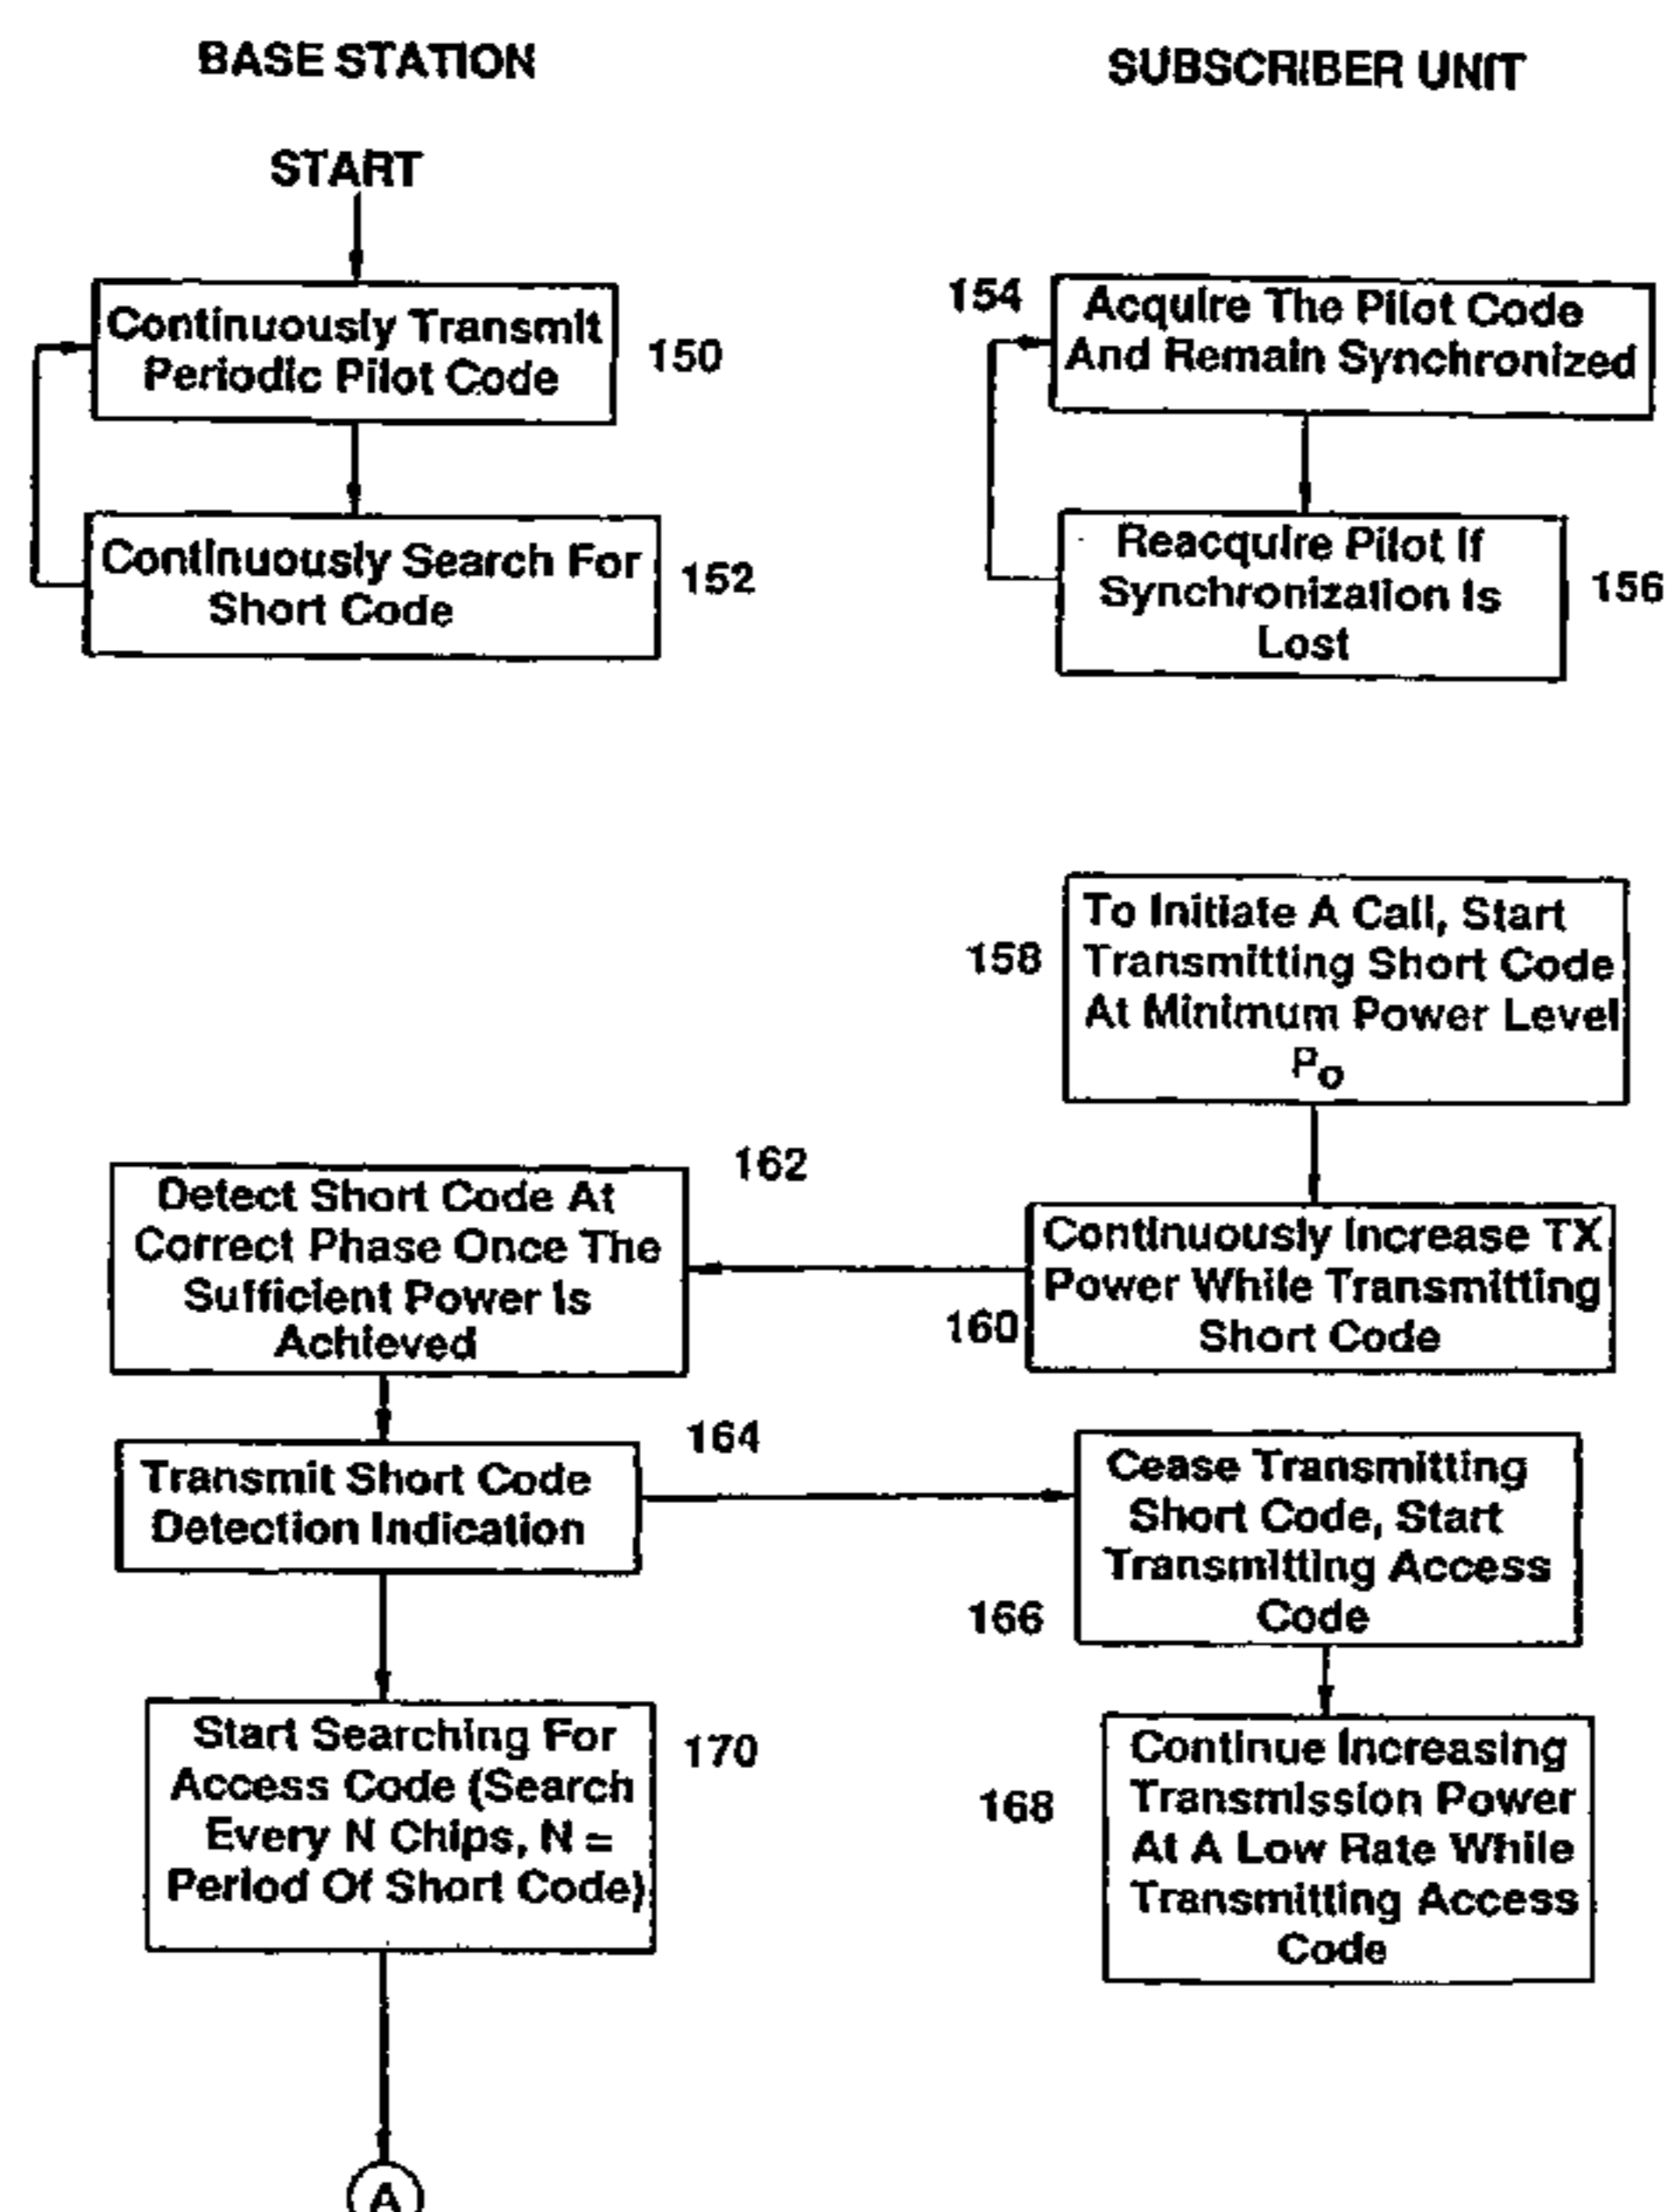 BASE STATION
SUBSCRIBER UNIT
START
Continuously Transmit
Periodic Pilot Code
150
154
Acquire The Pilot Code
And Remain Synchronized
Continuously Search For
Short Code
152
Reacquire Pilot If
Synchronization Is
Lost
156
158
To Initiate A Call, Start
Transmitting Short Code
At Minimum Power Level
Po
162
Detect Short Code At
Correct Phase Once The
Sufficient Power Is
Achieved
Continuously Increase TX
Power While Transmitting
Short Code
160
164
Transmit Short Code
Detection Indication
Cease Transmitting
Short Code, Start
Transmitting Access
Code
166
Start Searching For
Access Code (Search
Every N Chips, N =
Period Of Short Code)
170
168
Continue Increasing
Transmission Power
At A Low Rate While
Transmitting Access
Code
A